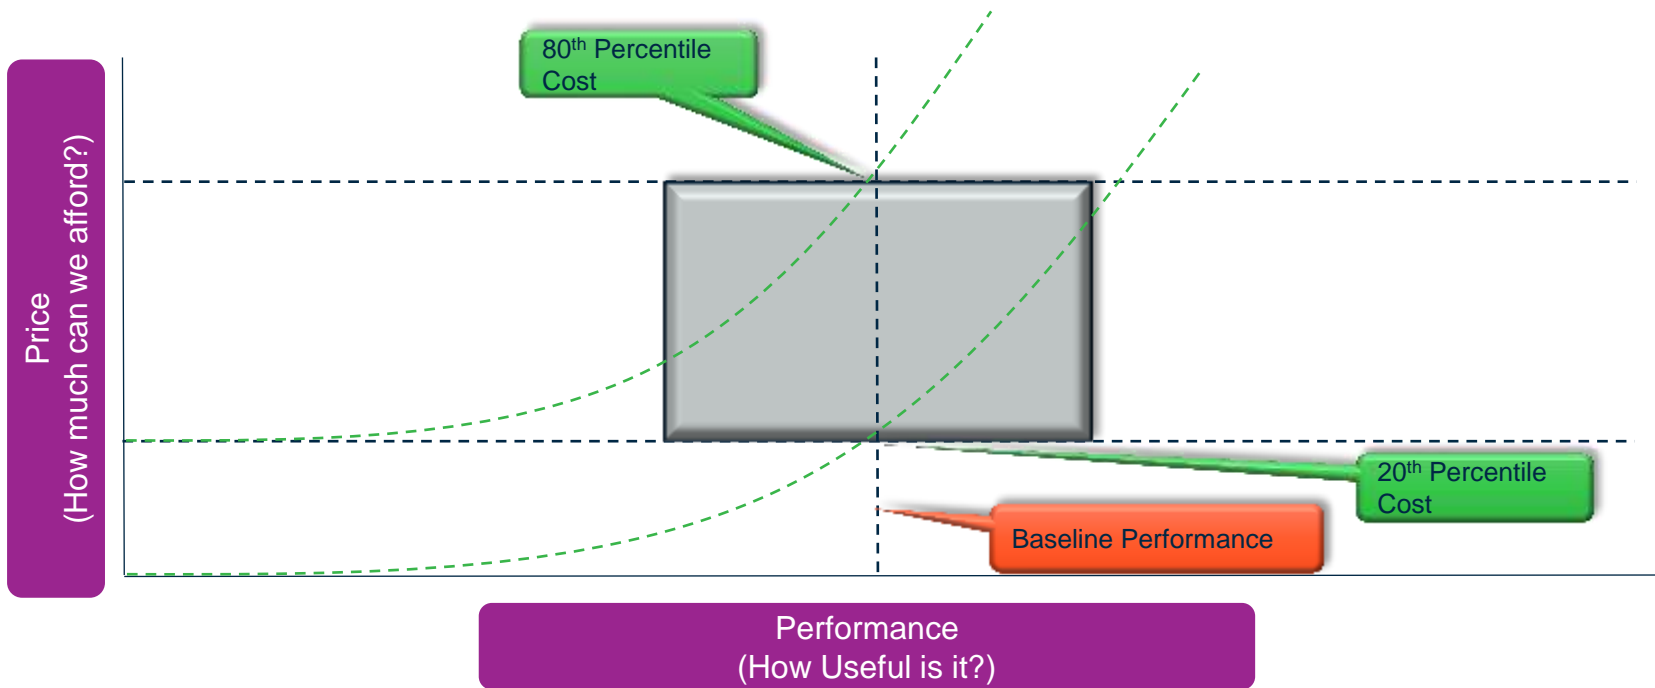 80th Percentile
Cost
Price
(How much can we afford?)
20th Percentile
Cost
Baseline Performance
Performance
(How Useful is it?)